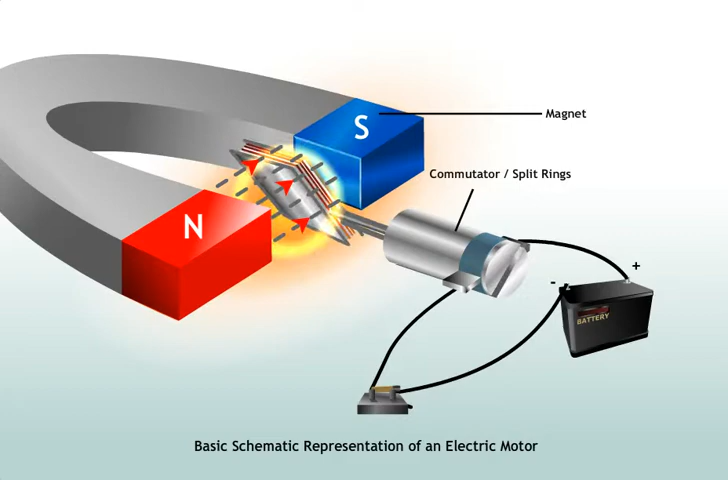 S
Magnet
Commutator / Split Rings
N
+
-
BATTERY
Basic Schematic Representation of an Electric Motor